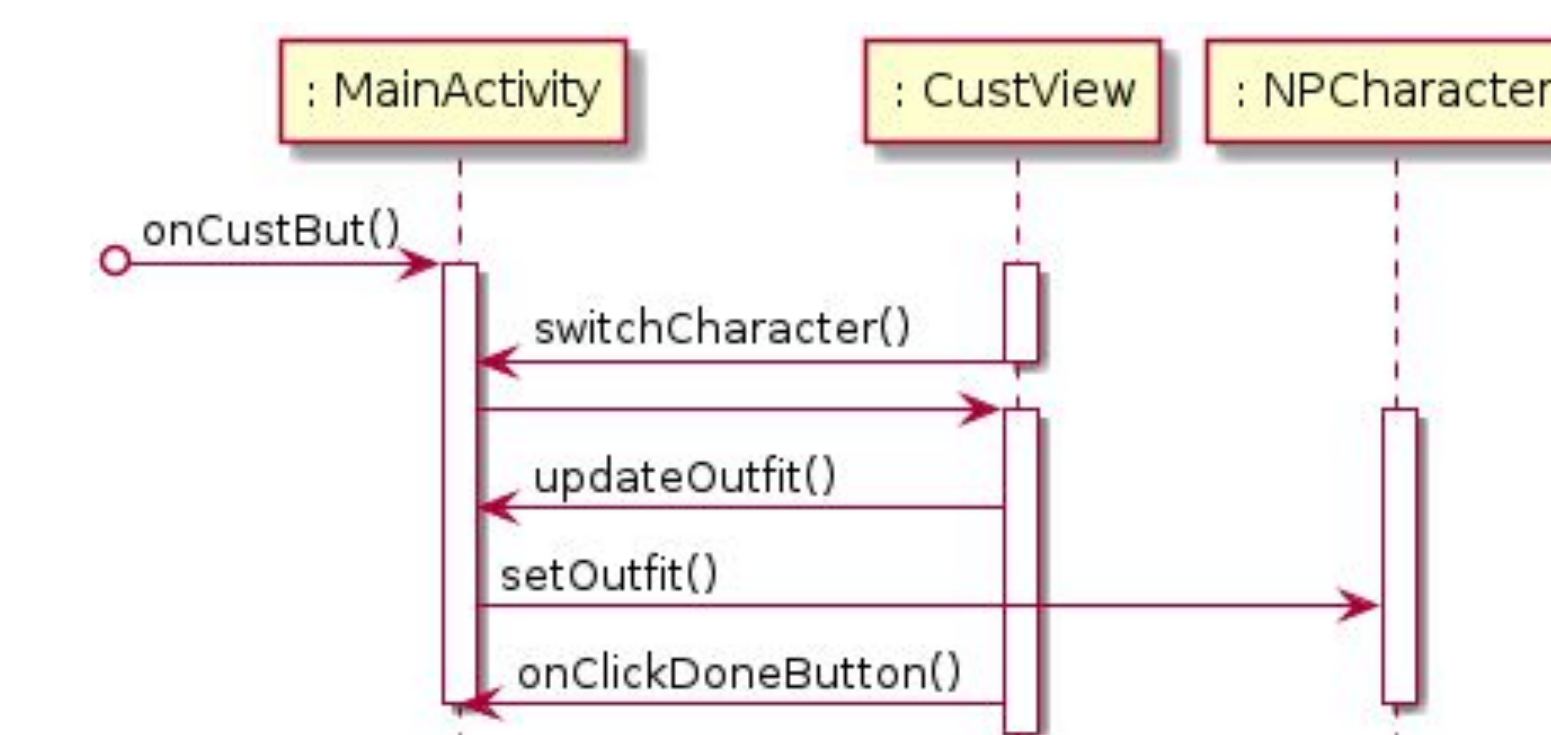 : MainActivity
: CustView
: NPCharacter
onCustBut()
switchCharacter()
updateOutfit()
setOutfit()
onClickDoneButton()